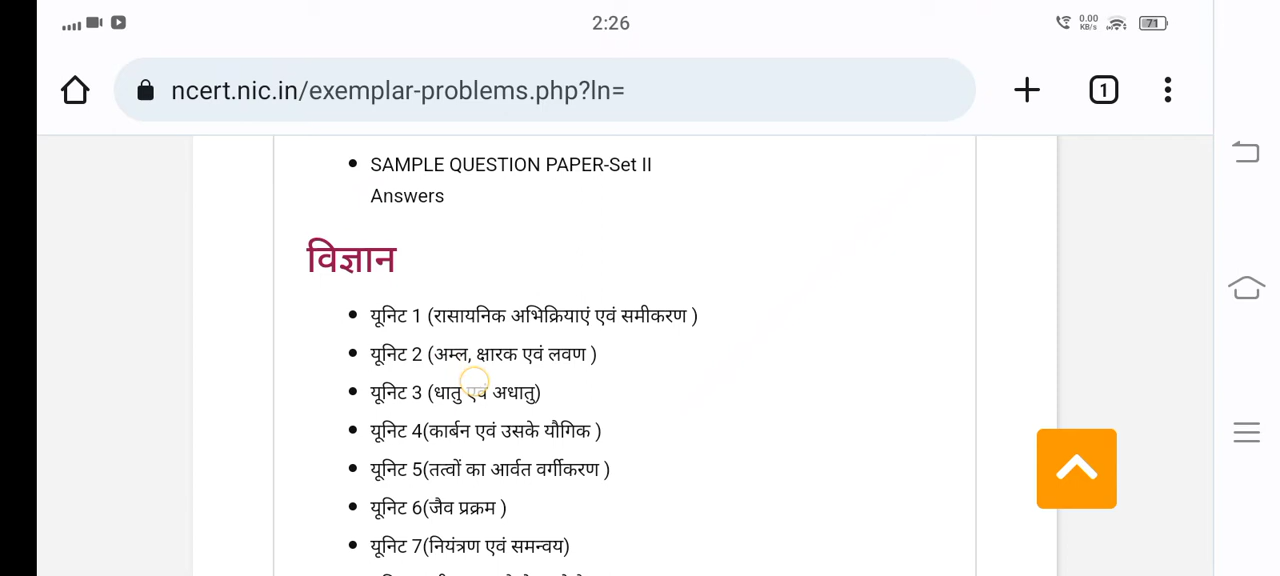 2:26
0.00
KB/s
71
ncert.nic.in/exemplar-problems.php?ln=
1
SAMPLE QUESTION PAPER-Set II
Answers
विज्ञान
यूनिट 1 (रासायनिक अभिक्रियाएं एवं समीकरण )
यूनिट 2 (अम्ल, क्षारक एवं लवण )
यूनिट 3 (धातु एवं अधातु)
यूनिट 4(कार्बन एवं उसके यौगिक )
यूनिट 5(तत्वों का आर्वत वर्गीकरण )
यूनिट 6(जैव प्रक्रम )
यूनिट 7(नियंत्रण एवं समन्वय)